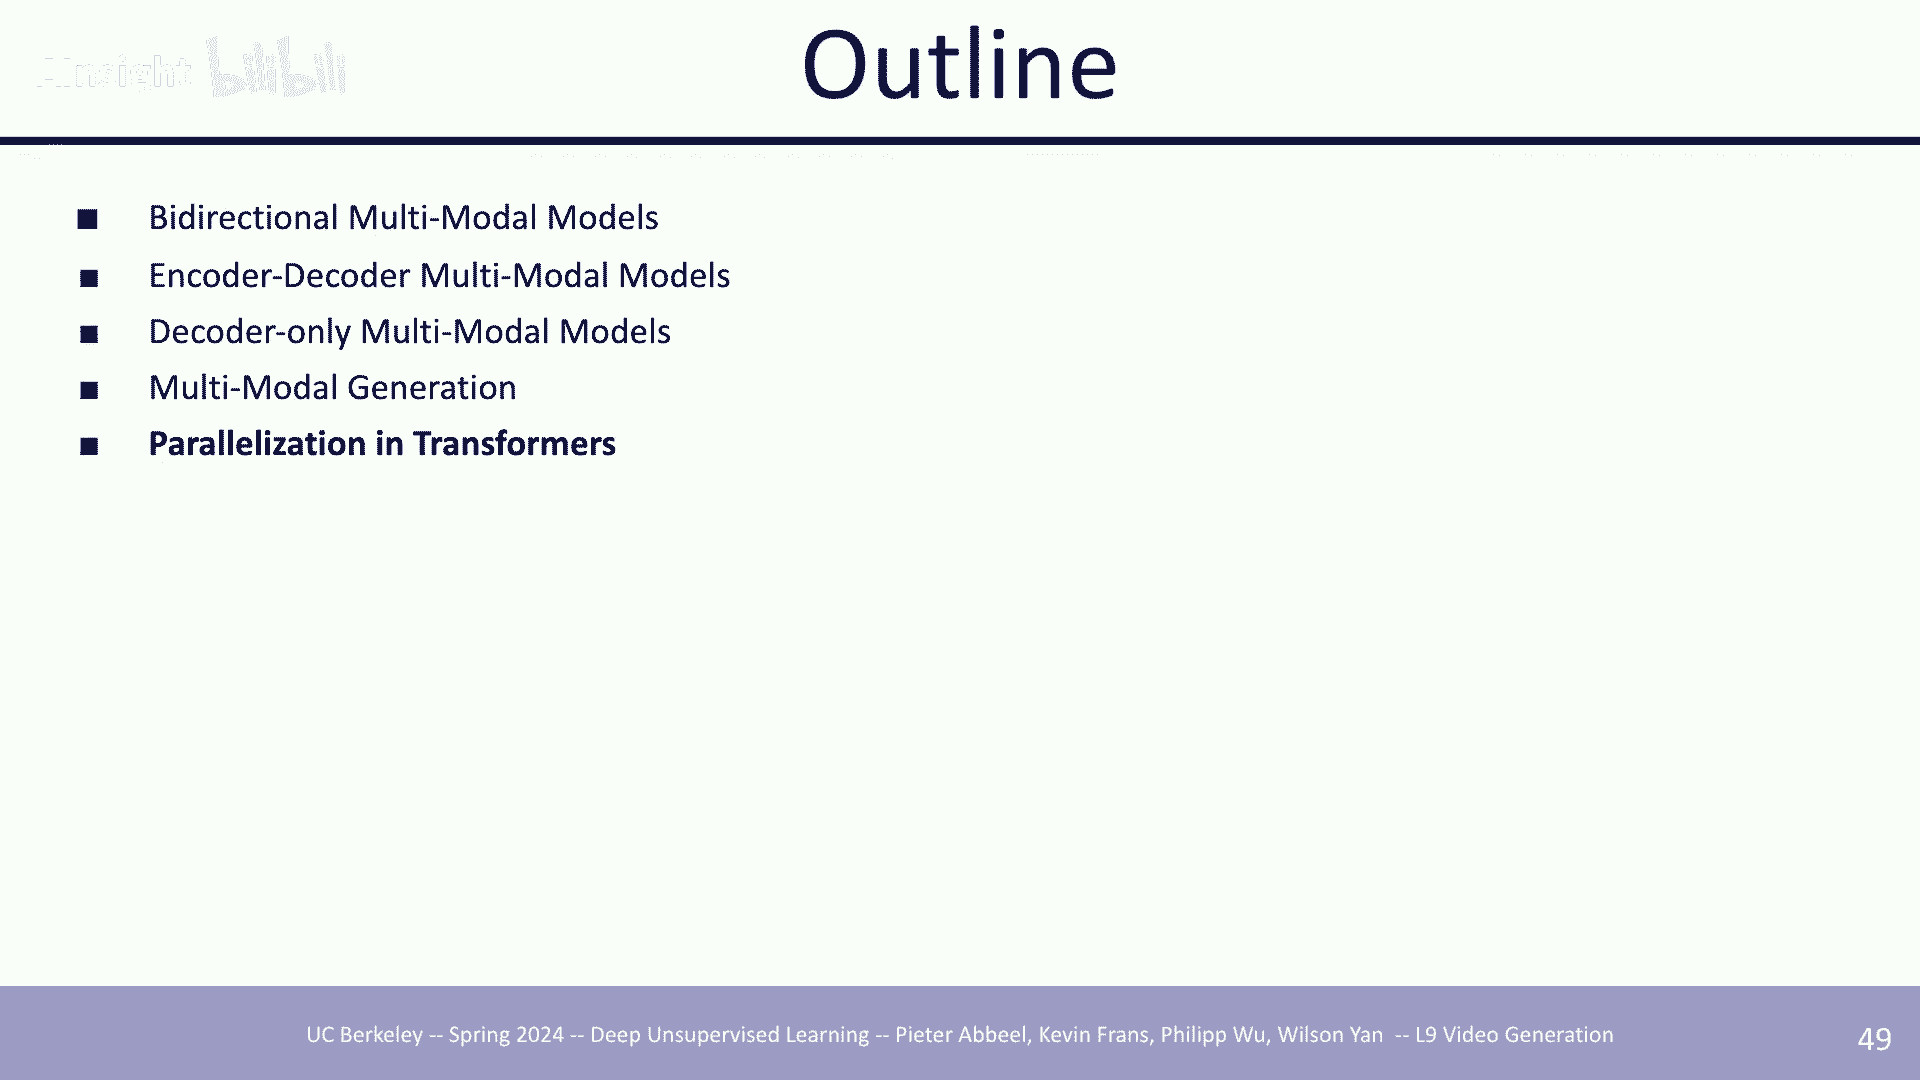 Outline
Bidirectional Multi-Modal Models
Encoder-Decoder Multi-Modal Models
Decoder-only Multi-Modal Models
Multi-Modal Generation
Parallelization in Transformers
UC Berkeley -- Spring 2024 -- Deep Unsupervised Learning -- Pieter Abbeel, Kevin Frans, Philipp Wu, Wilson Yan -- L9 Video Generation
49